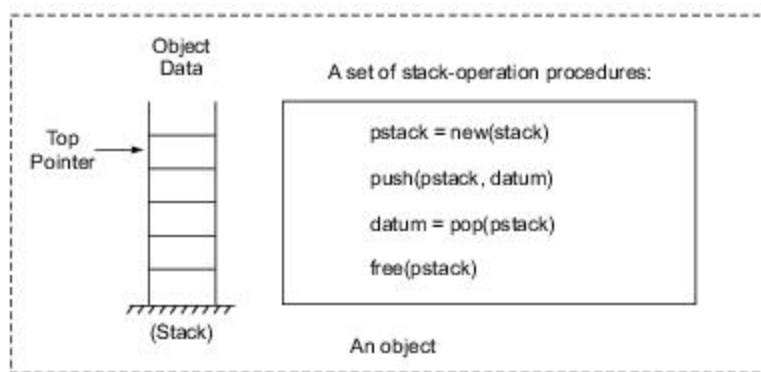 Object
Data
A set of stack-operation procedures:
Top
Pointer
pstack = new(stack)
push(pstack, datum)
datum = pop(pstack)
free(pstack)
(Stack)
An object